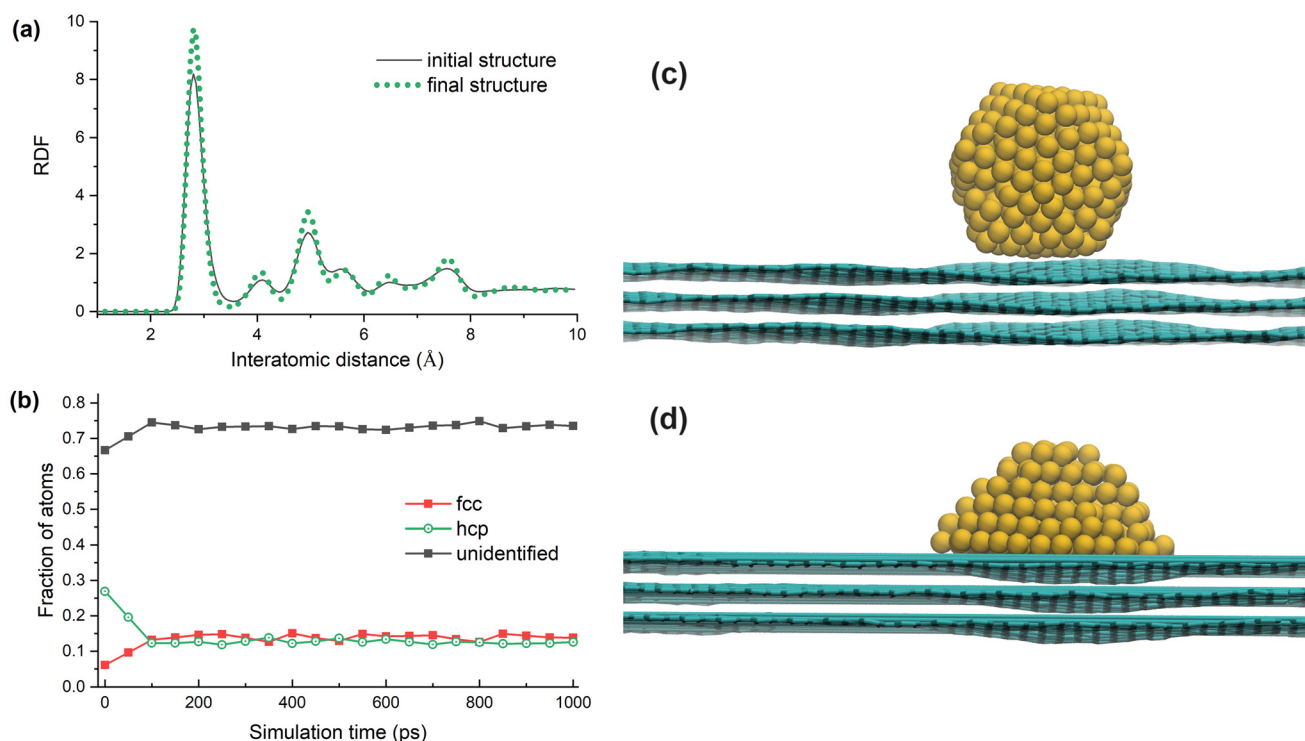 (a)
10
8
6
4
2
0
RDF
initial structure
final structure
2
4
6
8
10
Interatomic distance (Å)
(b)
0.8
0.7
0.6
0.5
0.4
0.3
0.2
0.1
0.0
Fraction of atoms
fcc
hcp
unidentified
0
200
400
600
800
1000
Simulation time (ps)
(c)
(d)